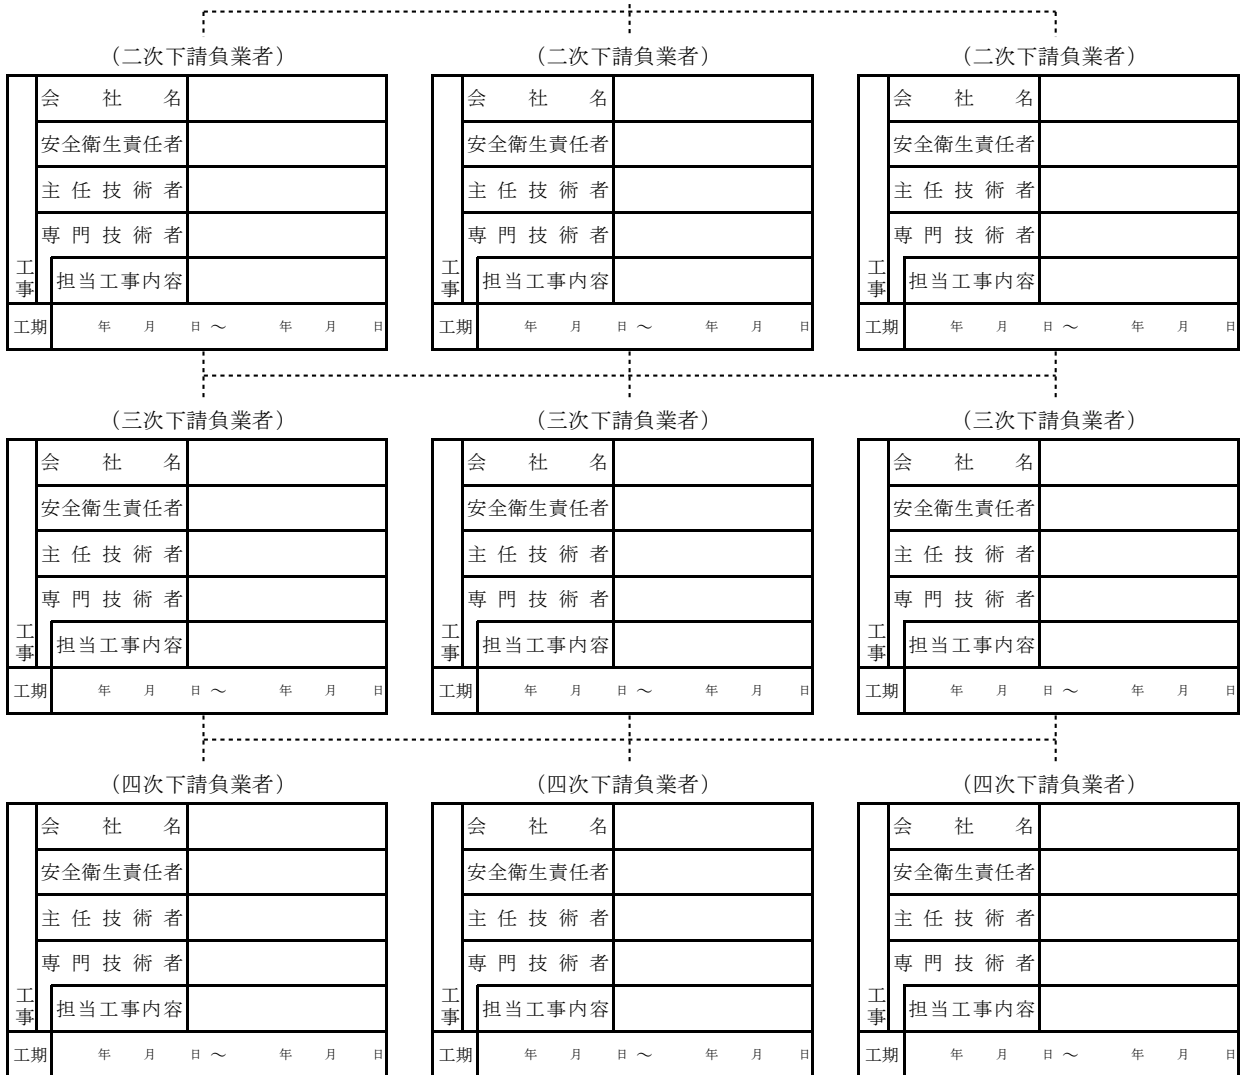 （二次下請負業者） （二次下請負業者） （二次下請負業者）
会社名 会社名 会社名
安全衛生責任者 安全衛生責任者 安全衛生責任者
主任技術者 主任技術者 主任技術者
専門技術者 専門技術者 専門技術者
工事 担当工事内容 工事 担当工事内容 工事 担当工事内容
工期 年 月 日 ～ 年 月 日 工期 年 月 日 ～ 年 月 日 工期 年 月 日 ～ 年 月 日
（三次下請負業者） （三次下請負業者） （三次下請負業者）
会社名 会社名 会社名
安全衛生責任者 安全衛生責任者 安全衛生責任者
主任技術者 主任技術者 主任技術者
専門技術者 専門技術者 専門技術者
工事 担当工事内容 工事 担当工事内容 工事 担当工事内容
工期 年 月 日 ～ 年 月 日 工期 年 月 日 ～ 年 月 日 工期 年 月 日 ～ 年 月 日
（四次下請負業者） （四次下請負業者） （四次下請負業者）
会社名 会社名 会社名
安全衛生責任者 安全衛生責任者 安全衛生責任者
主任技術者 主任技術者 主任技術者
専門技術者 専門技術者 専門技術者
工事 担当工事内容 工事 担当工事内容 工事 担当工事内容
工期 年 月 日 ～ 年 月 日 工期 年 月 日 ～ 年 月 日 工期 年 月 日 ～ 年 月 日